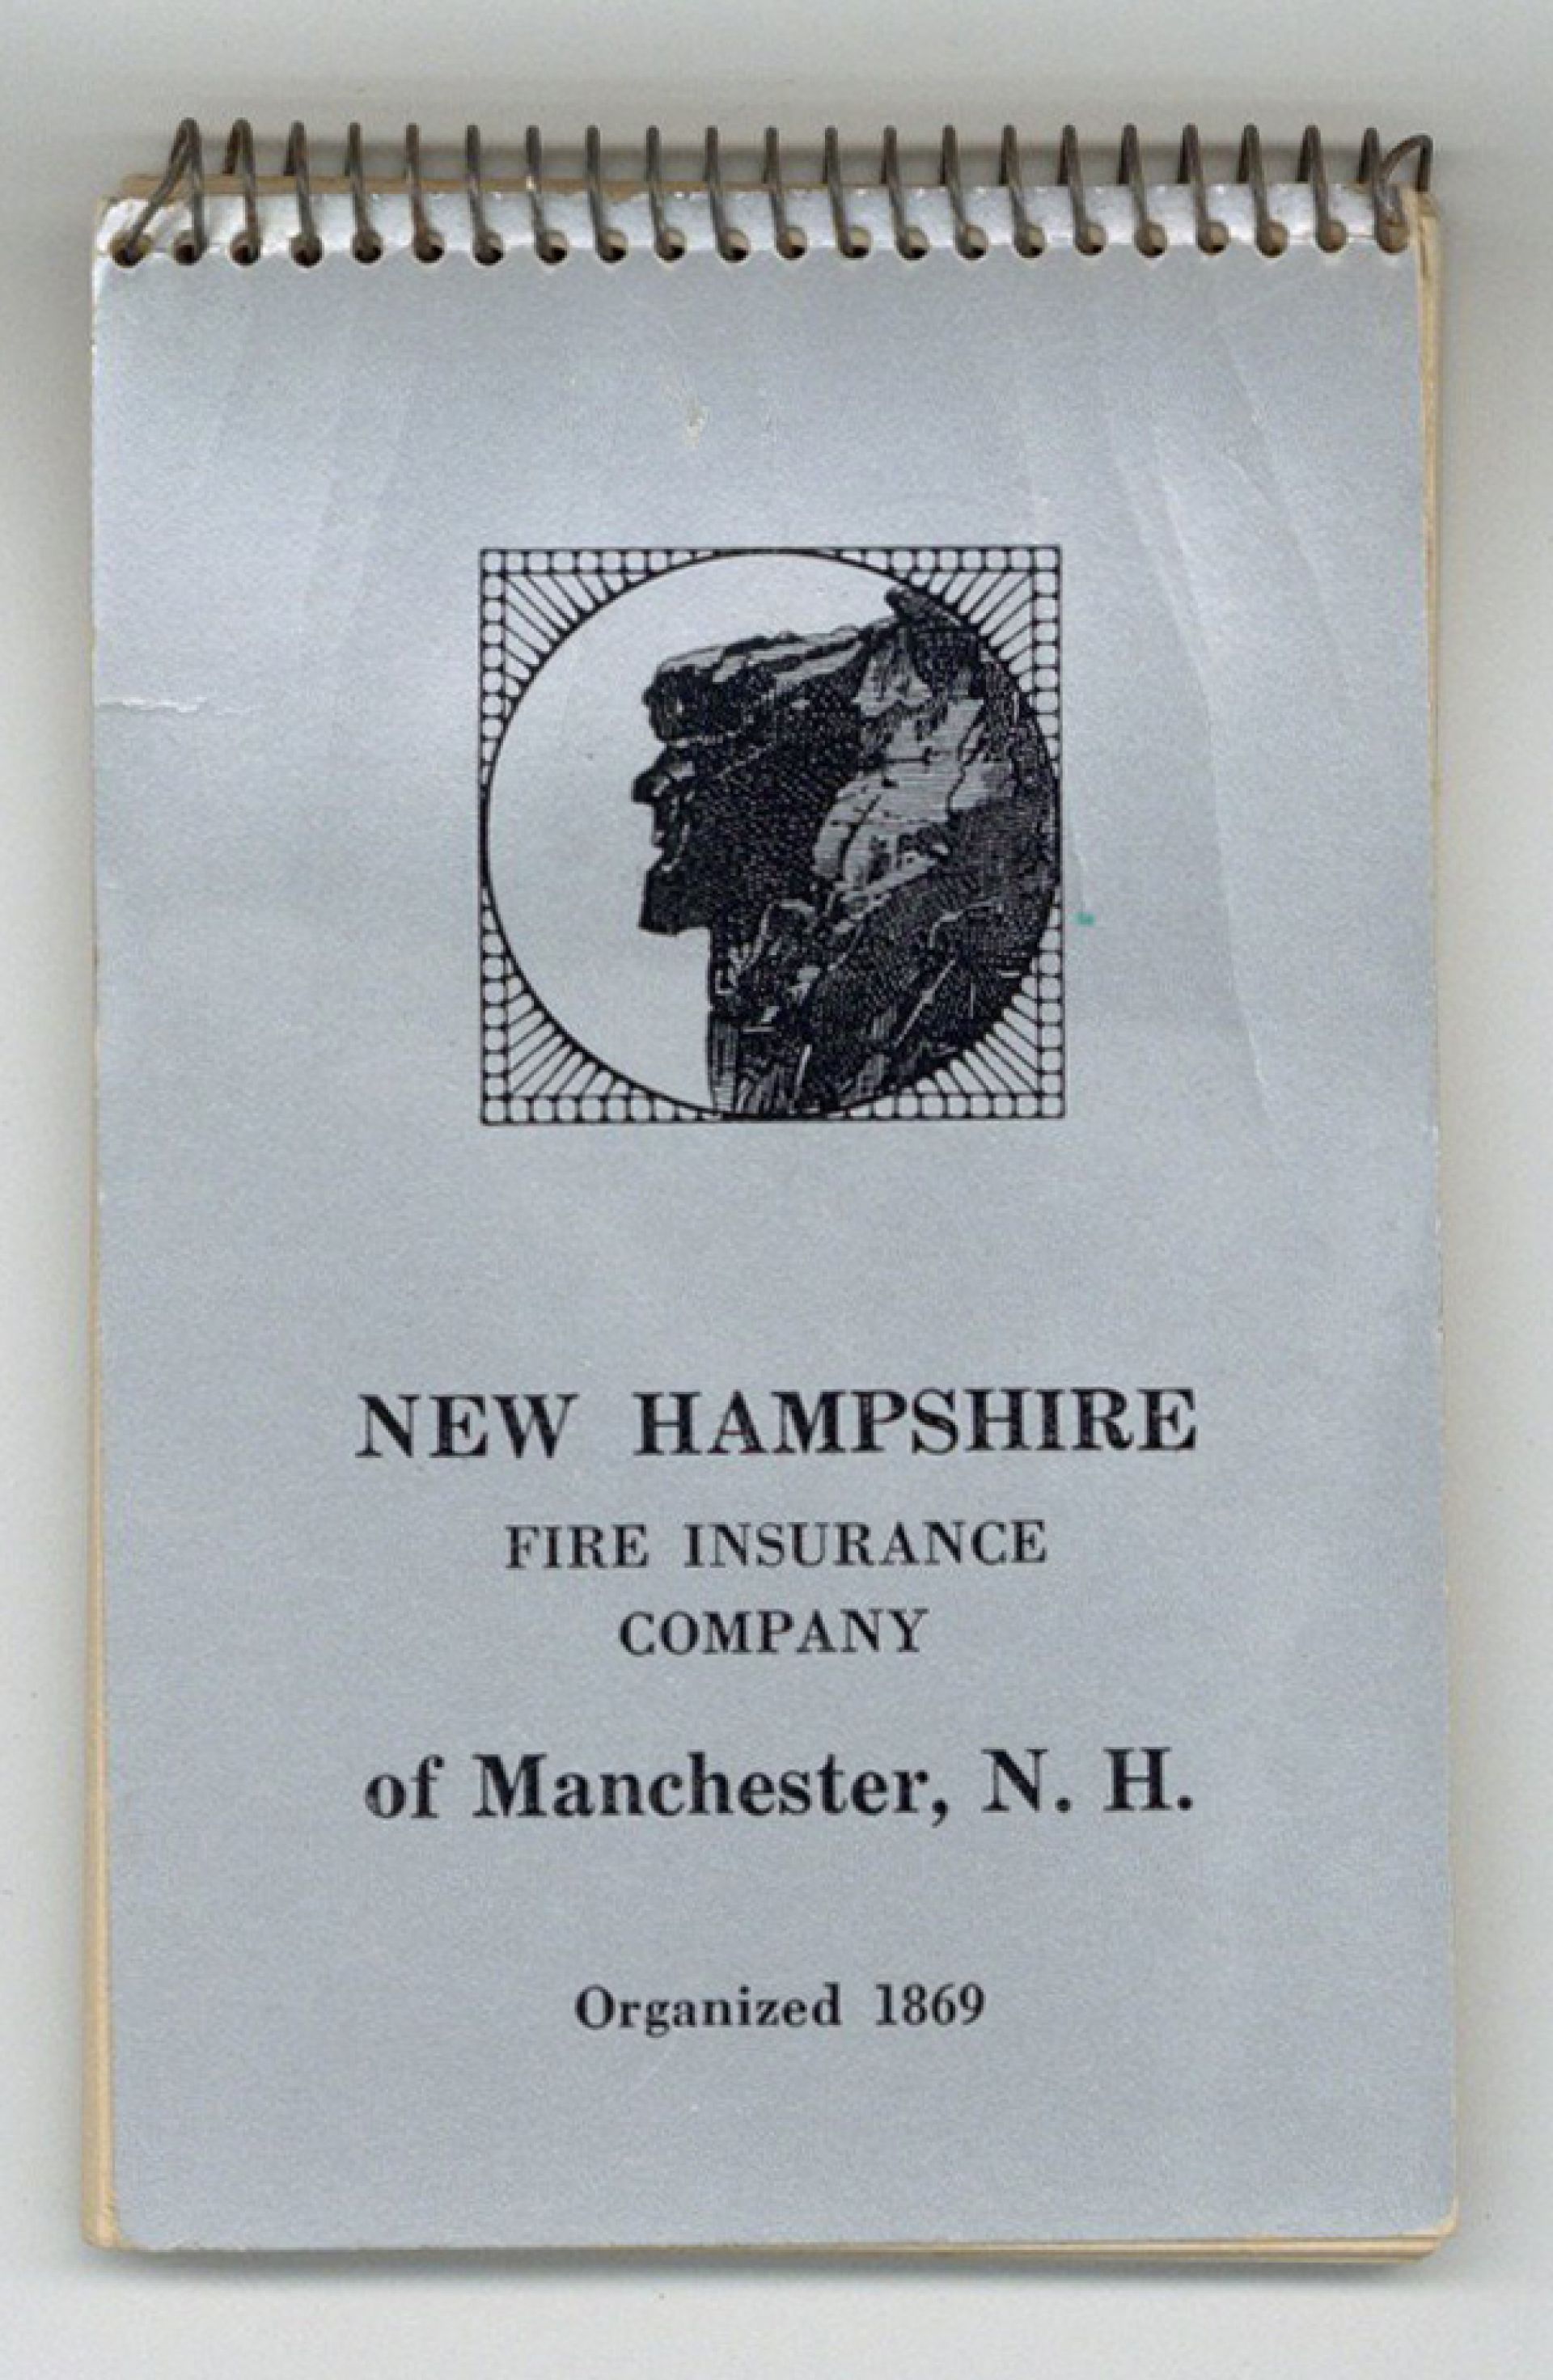 NEW HAMPSHIRE
FIRE INSURANCE
COMPANY
of Manchester, N. H.
Organized 1869